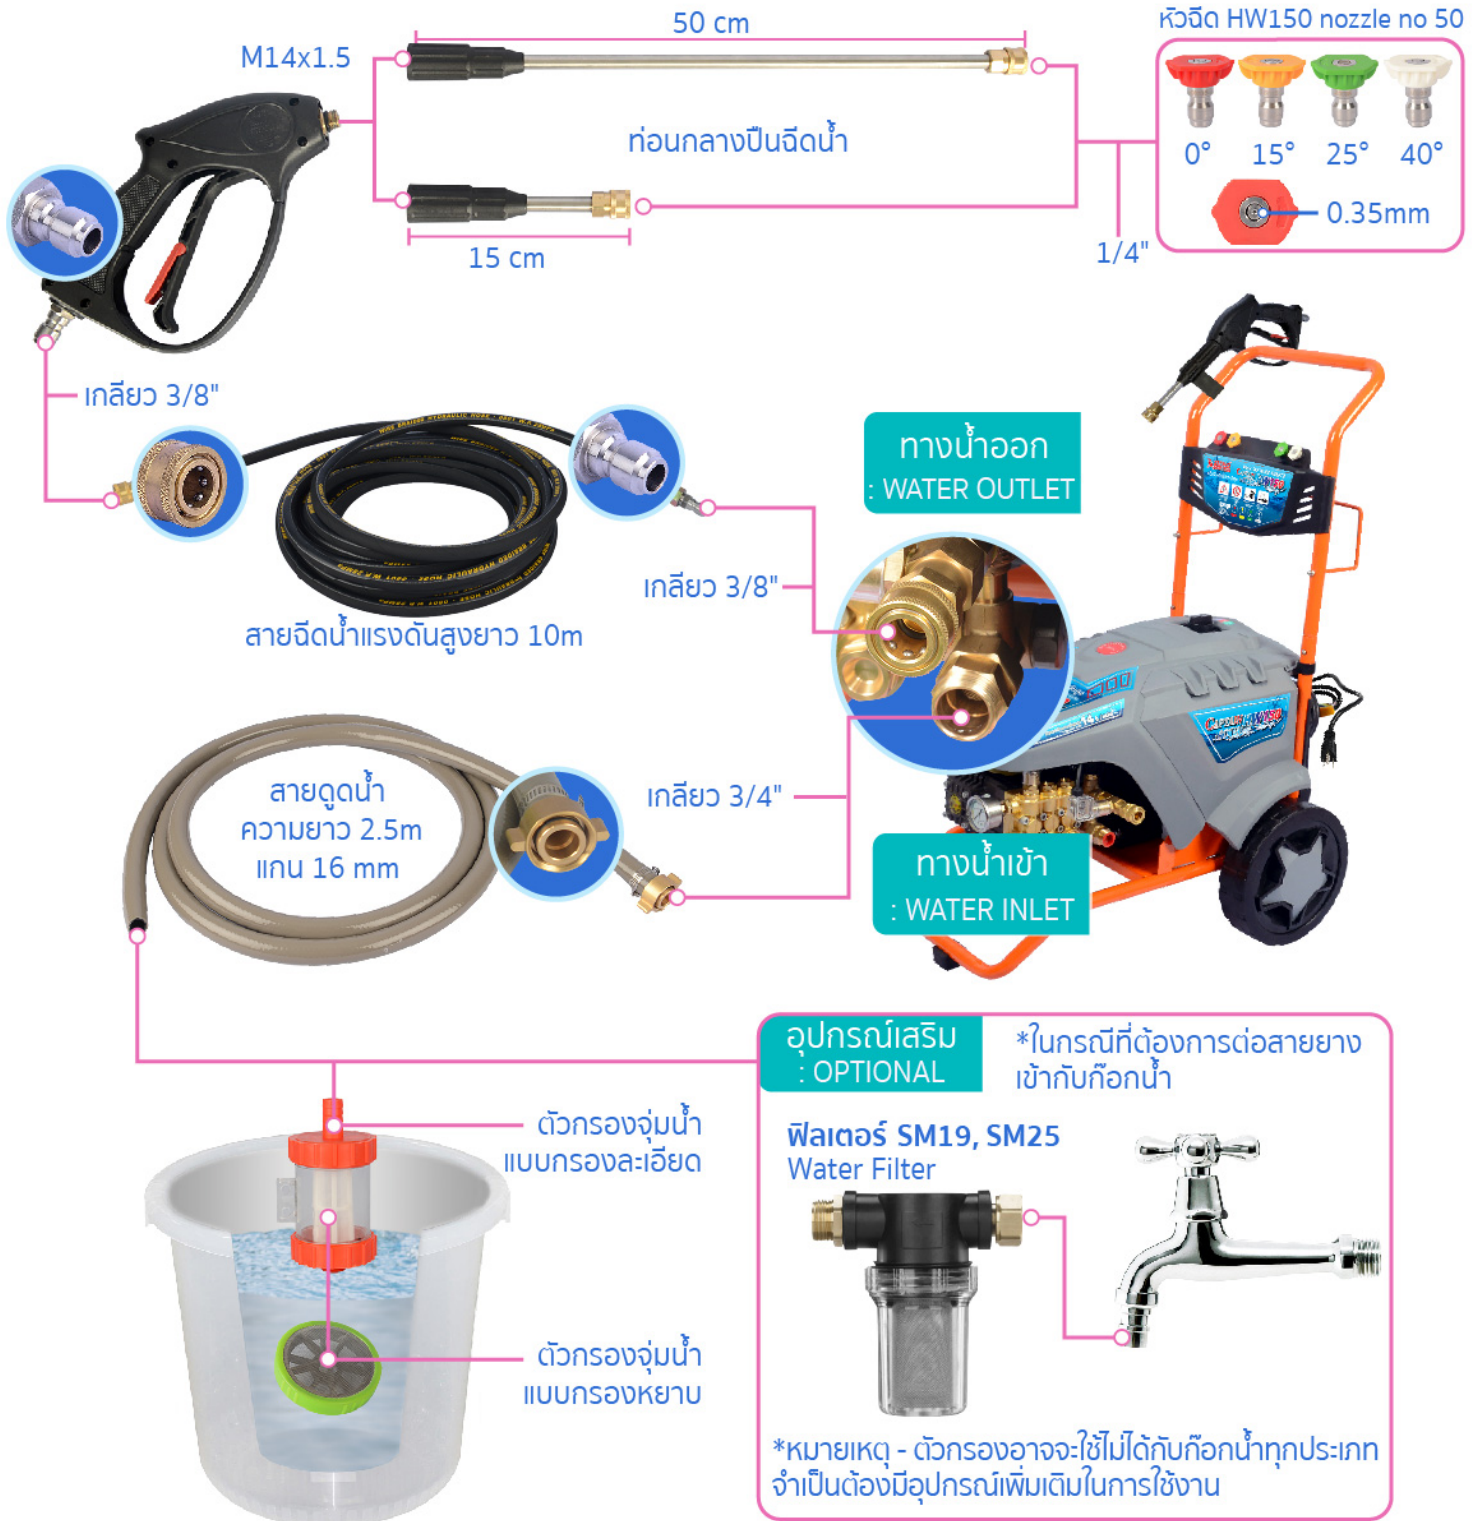 50 cm
หัวฉีด HW150 nozzle no 50
M14x1.5
ท่อนกลางปืนฉีดน้ำ
0° 15° 25° 40°
0.35mm
15 cm
1/4"
เกลียว 3/8"
ทางน้ำออก
: WATER OUTLET
เกลียว 3/8"
สายฉีดน้ำแรงดันสูงยาว 10m
สายดูดน้ำ
ความยาว 2.5m
แกน 16 mm
เกลียว 3/4"
ทางน้ำเข้า
: WATER INLET
อุปกรณ์เสริม
: OPTIONAL
*ในกรณีที่ต้องการต่อสายยาง
เข้ากับก๊อกน้ำ
ตัวกรองจุ่มน้ำ
แบบกรองละเอียด
ฟิลเตอร์ SM19, SM25
Water Filter
ตัวกรองจุ่มน้ำ
แบบกรองหยาบ
*หมายเหตุ - ตัวกรองอาจจะใช้ไม่ได้กับก๊อกน้ำทุกประเภท
จำเป็นต้องมีอุปกรณ์เพิ่มเติมในการใช้งาน